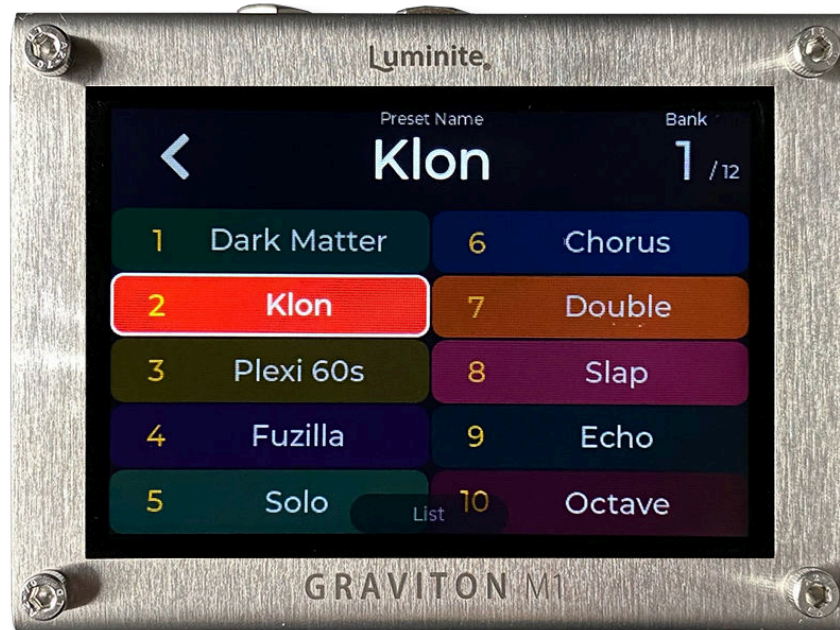 Luminite
Preset Name
Bank
Klon
1 / 12
1 Dark Matter
6 Chorus
2 Klon
7 Double
3 Plexi 60s
8 Slap
4 Fuzilla
9 Echo
5 Solo
10 Octave
List
GRAVITON M1